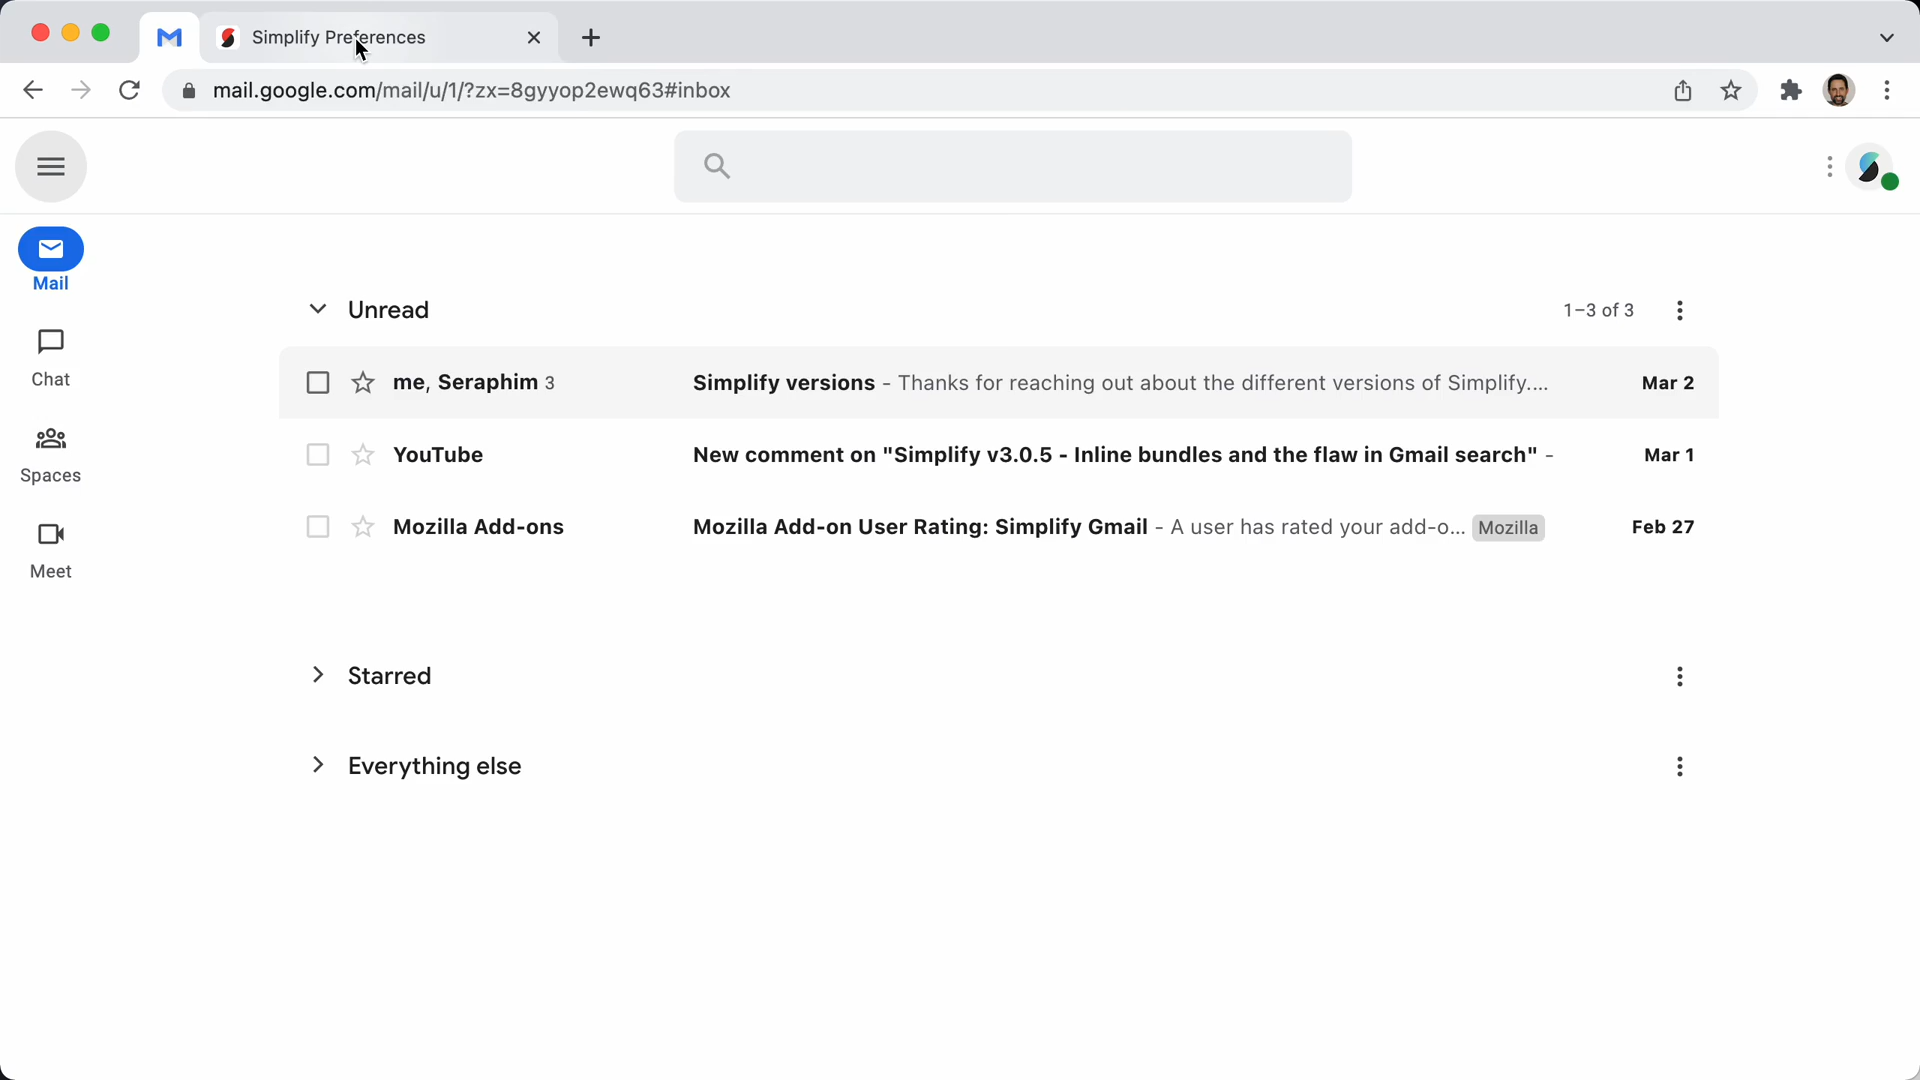 Simplify Preferences
mail.google.com/mail/u/1/?zx=8gyyop2ewq63#inbox
Mail
Chat
Spaces
Meet
Unread
1–3 of 3
me, Seraphim 3 Simplify versions - Thanks for reaching out about the different versions of Simplify.... Mar 2
YouTube New comment on "Simplify v3.0.5 - Inline bundles and the flaw in Gmail search" - Mar 1
Mozilla Add-ons Mozilla Add-on User Rating: Simplify Gmail - A user has rated your add-o... Mozilla Feb 27
Starred
Everything else